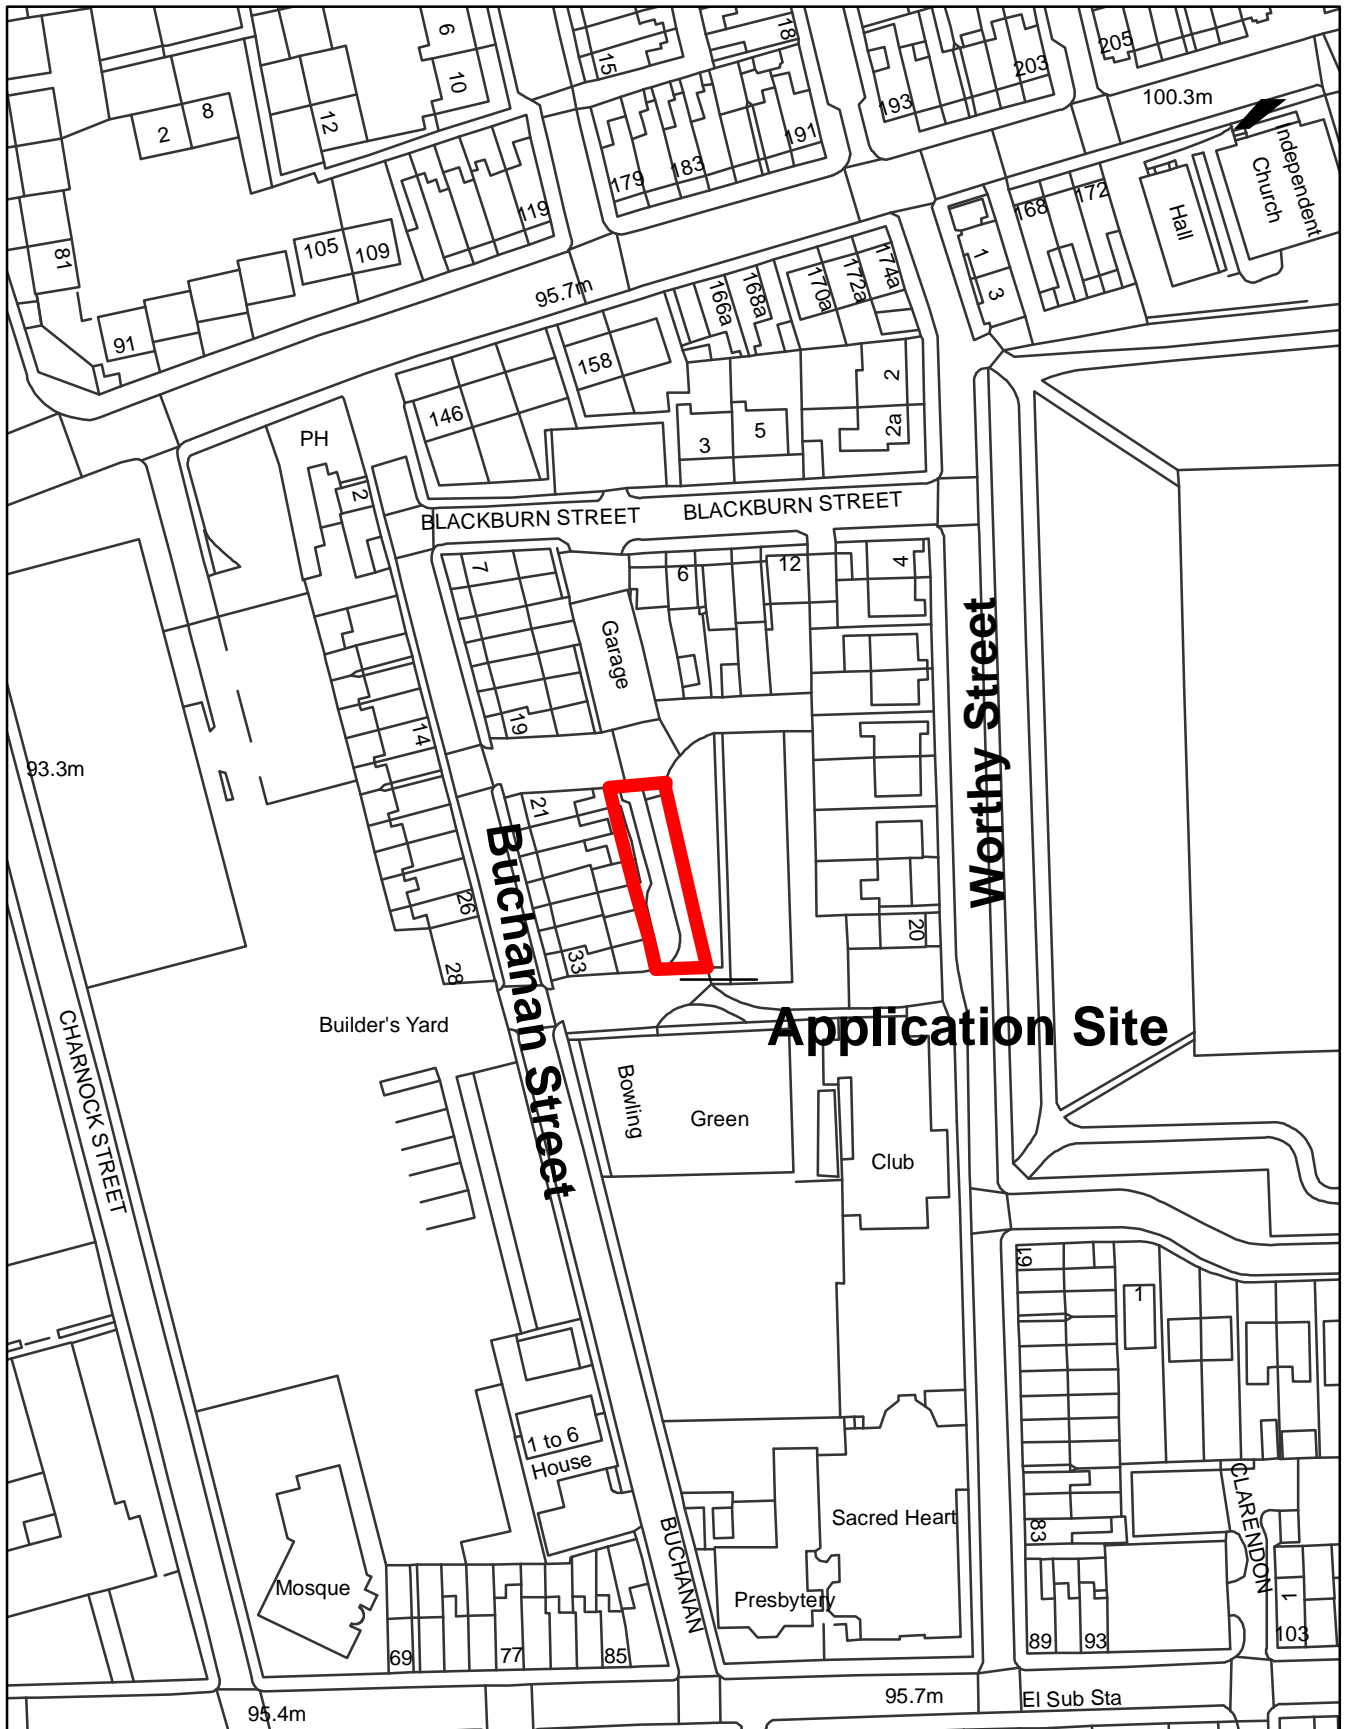 6
10
15
18
193
203
205
100.3m
2
8
12
179
183
191
Independent
Church
Hall
168
172
1
3
119
105
109
81
91
95.7m
166a
168a
170a
172a
174a
158
146
3
5
2
2a
PH
2
BLACKBURN STREET
BLACKBURN STREET
7
6
12
4
Garage
19
14
93.3m
Worthy Street
21
Buchanan Street
26
28
33
20
Builder's Yard
Application Site
CHARNOCK STREET
Bowling
Green
Club
61
1
1 to 6
House
Sacred Heart
83
CLARENDON
BUCHANAN
Mosque
Presbytery
69
77
85
89
93
1
103
95.4m
95.7m
El Sub Sta